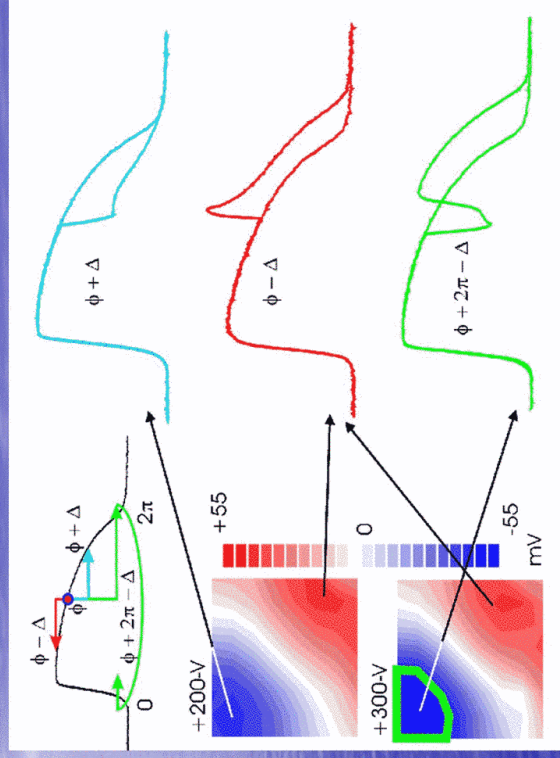 ϕ + Δ
ϕ − Δ
ϕ + 2π − Δ
ϕ − Δ
ϕ
ϕ + Δ
0
ϕ + 2π − Δ
2π
+200-V
+55
0
-55
mV
+300-V